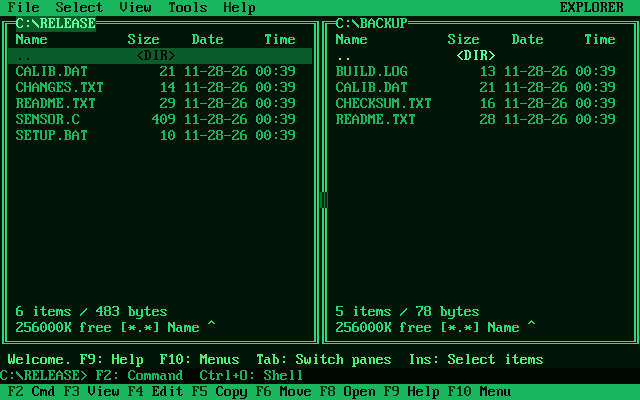 File Select View Tools Help EXPLORER
C:\RELEASE C:\BACKUP
Name Size Date Time Name Size Date Time
.. <DIR> .. <DIR>
CALIB.DAT 21 11-28-26 00:39 BUILD.LOG 13 11-28-26 00:39
CHANGES.TXT 14 11-28-26 00:39 CALIB.DAT 21 11-28-26 00:39
README.TXT 29 11-28-26 00:39 CHECKSUM.TXT 16 11-28-26 00:39
SENSOR.C 409 11-28-26 00:39 README.TXT 28 11-28-26 00:39
SETUP.BAT 10 11-28-26 00:39
6 items / 483 bytes 5 items / 78 bytes
256000K free [*.*] Name ^ 256000K free [*.*] Name ^
Welcome. F9: Help F10: Menus Tab: Switch panes Ins: Select items
C:\RELEASE> F2: Command Ctrl+O: Shell
F2 Cmd F3 View F4 Edit F5 Copy F6 Move F8 Open F9 Help F10 Menu